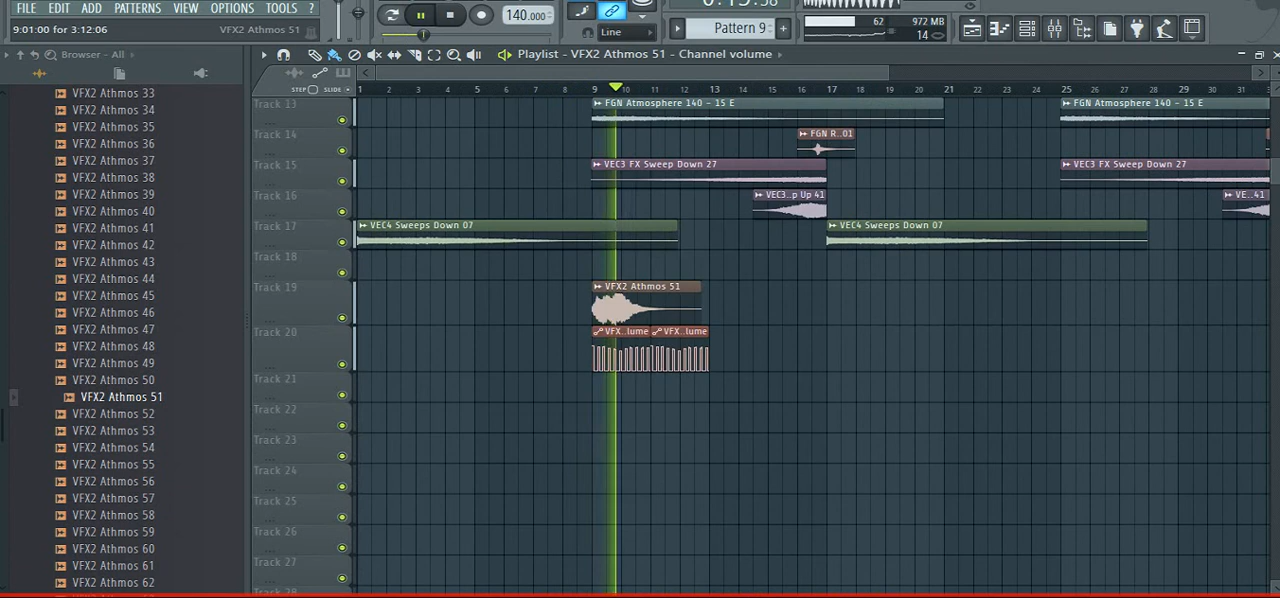 FILE EDIT ADD PATTERNS VIEW OPTIONS TOOLS ?
140.000
Line
Pattern 9
62
972 MB
14
9:01:00 for 3:12:06
VFX2 Athmos 51
Browser - All
Playlist - VFX2 Athmos 51 - Channel volume
STEP SLIDE
1 2 3 4 5 6 7 8 9 10 11 12 13 14 15 16 17 18 19 20 21 22 23 24 25 26 27 28 29 30 31
VFX2 Athmos 33
VFX2 Athmos 34
VFX2 Athmos 35
VFX2 Athmos 36
VFX2 Athmos 37
VFX2 Athmos 38
VFX2 Athmos 39
VFX2 Athmos 40
VFX2 Athmos 41
VFX2 Athmos 42
VFX2 Athmos 43
VFX2 Athmos 44
VFX2 Athmos 45
VFX2 Athmos 46
VFX2 Athmos 47
VFX2 Athmos 48
VFX2 Athmos 49
VFX2 Athmos 50
VFX2 Athmos 51
VFX2 Athmos 52
VFX2 Athmos 53
VFX2 Athmos 54
VFX2 Athmos 55
VFX2 Athmos 56
VFX2 Athmos 57
VFX2 Athmos 58
VFX2 Athmos 59
VFX2 Athmos 60
VFX2 Athmos 61
VFX2 Athmos 62
Track 13
FGN Atmosphere 140 - 15 E
FGN Atmosphere 140 - 15 E
Track 14
FGN R..01
Track 15
VEC3 FX Sweep Down 27
VEC3 FX Sweep Down 27
Track 16
VEC3..p Up 41
VE...41
Track 17
VEC4 Sweeps Down 07
VEC4 Sweeps Down 07
Track 18
Track 19
VFX2 Athmos 51
Track 20
VFX..lume
VFX..lume
Track 21
Track 22
Track 23
Track 24
Track 25
Track 26
Track 27